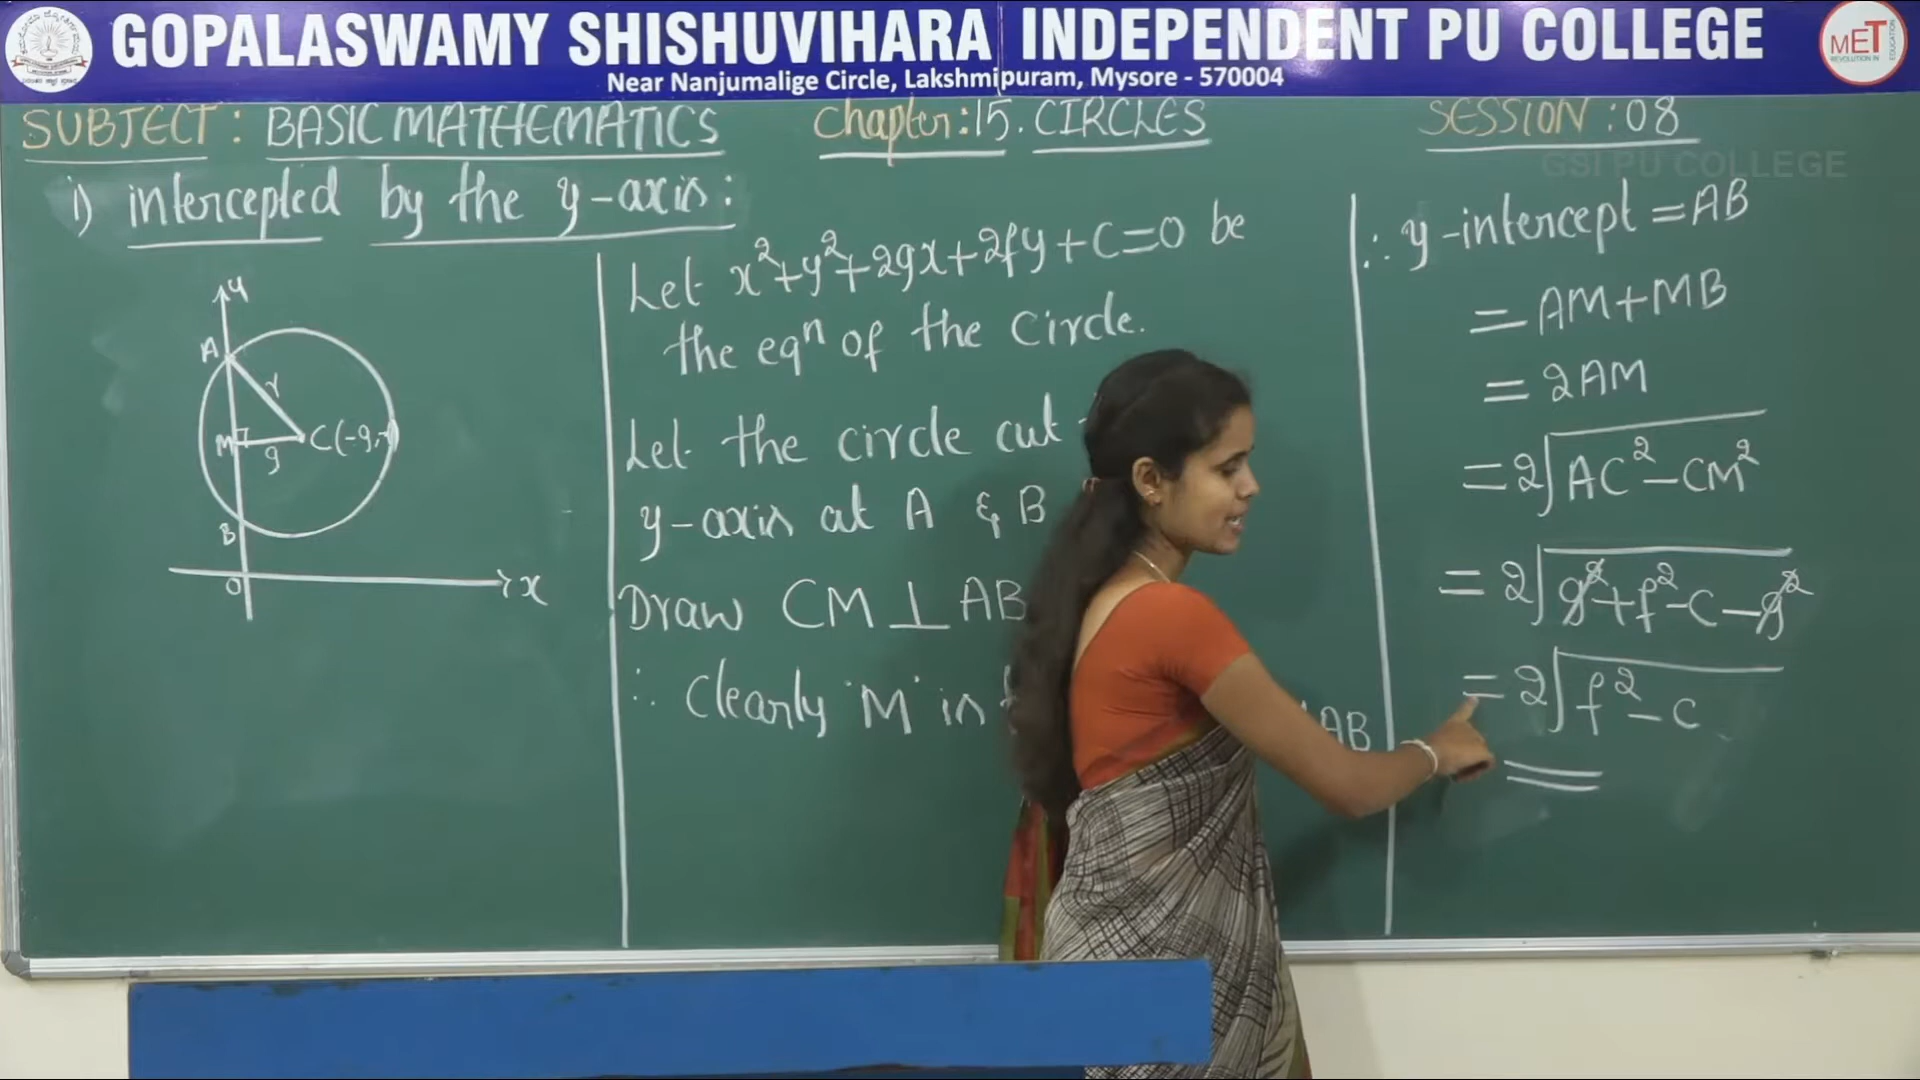 GOPALASWAMY SHISHUVIHARA INDEPENDENT PU COLLEGE
Near Nanjumalige Circle, Lakshmipuram, Mysore - 570004
MET
SUBJECT : BASIC MATHEMATICS Chapter:15. CIRCLES SESSION : 08
GSI PU COLLEGE
i) intercepted by the y-axis:
y
A
r
M
g
C(-g,
B
O
x
Let x²+y²+2gx+2fy+c=0 be
the eqⁿ of the circle.
Let the circle cut
y-axis at A & B
Draw CM⊥AB
∴ Clearly 'M' is
AB
∴ y-intercept = AB
= AM+MB
= 2AM
= 2√AC²-CM²
= 2√g²+f²-c-g²
= 2√f²-c